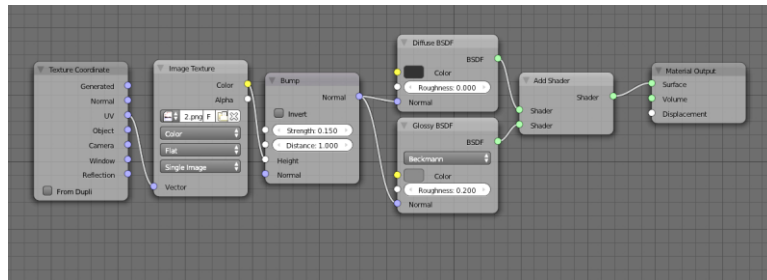 Texture Coordinate
Generated
Normal
UV
Object
Camera
Window
Reflection
From Dupli
Image Texture
Color
Alpha
2.png F
Color
Flat
Single Image
Vector
Bump
Normal
Invert
Strength: 0.150
Distance: 1.000
Height
Normal
Diffuse BSDF
BSDF
Color
Roughness: 0.000
Normal
Glossy BSDF
BSDF
Beckmann
Color
Roughness: 0.200
Normal
Add Shader
Shader
Shader
Shader
Material Output
Surface
Volume
Displacement